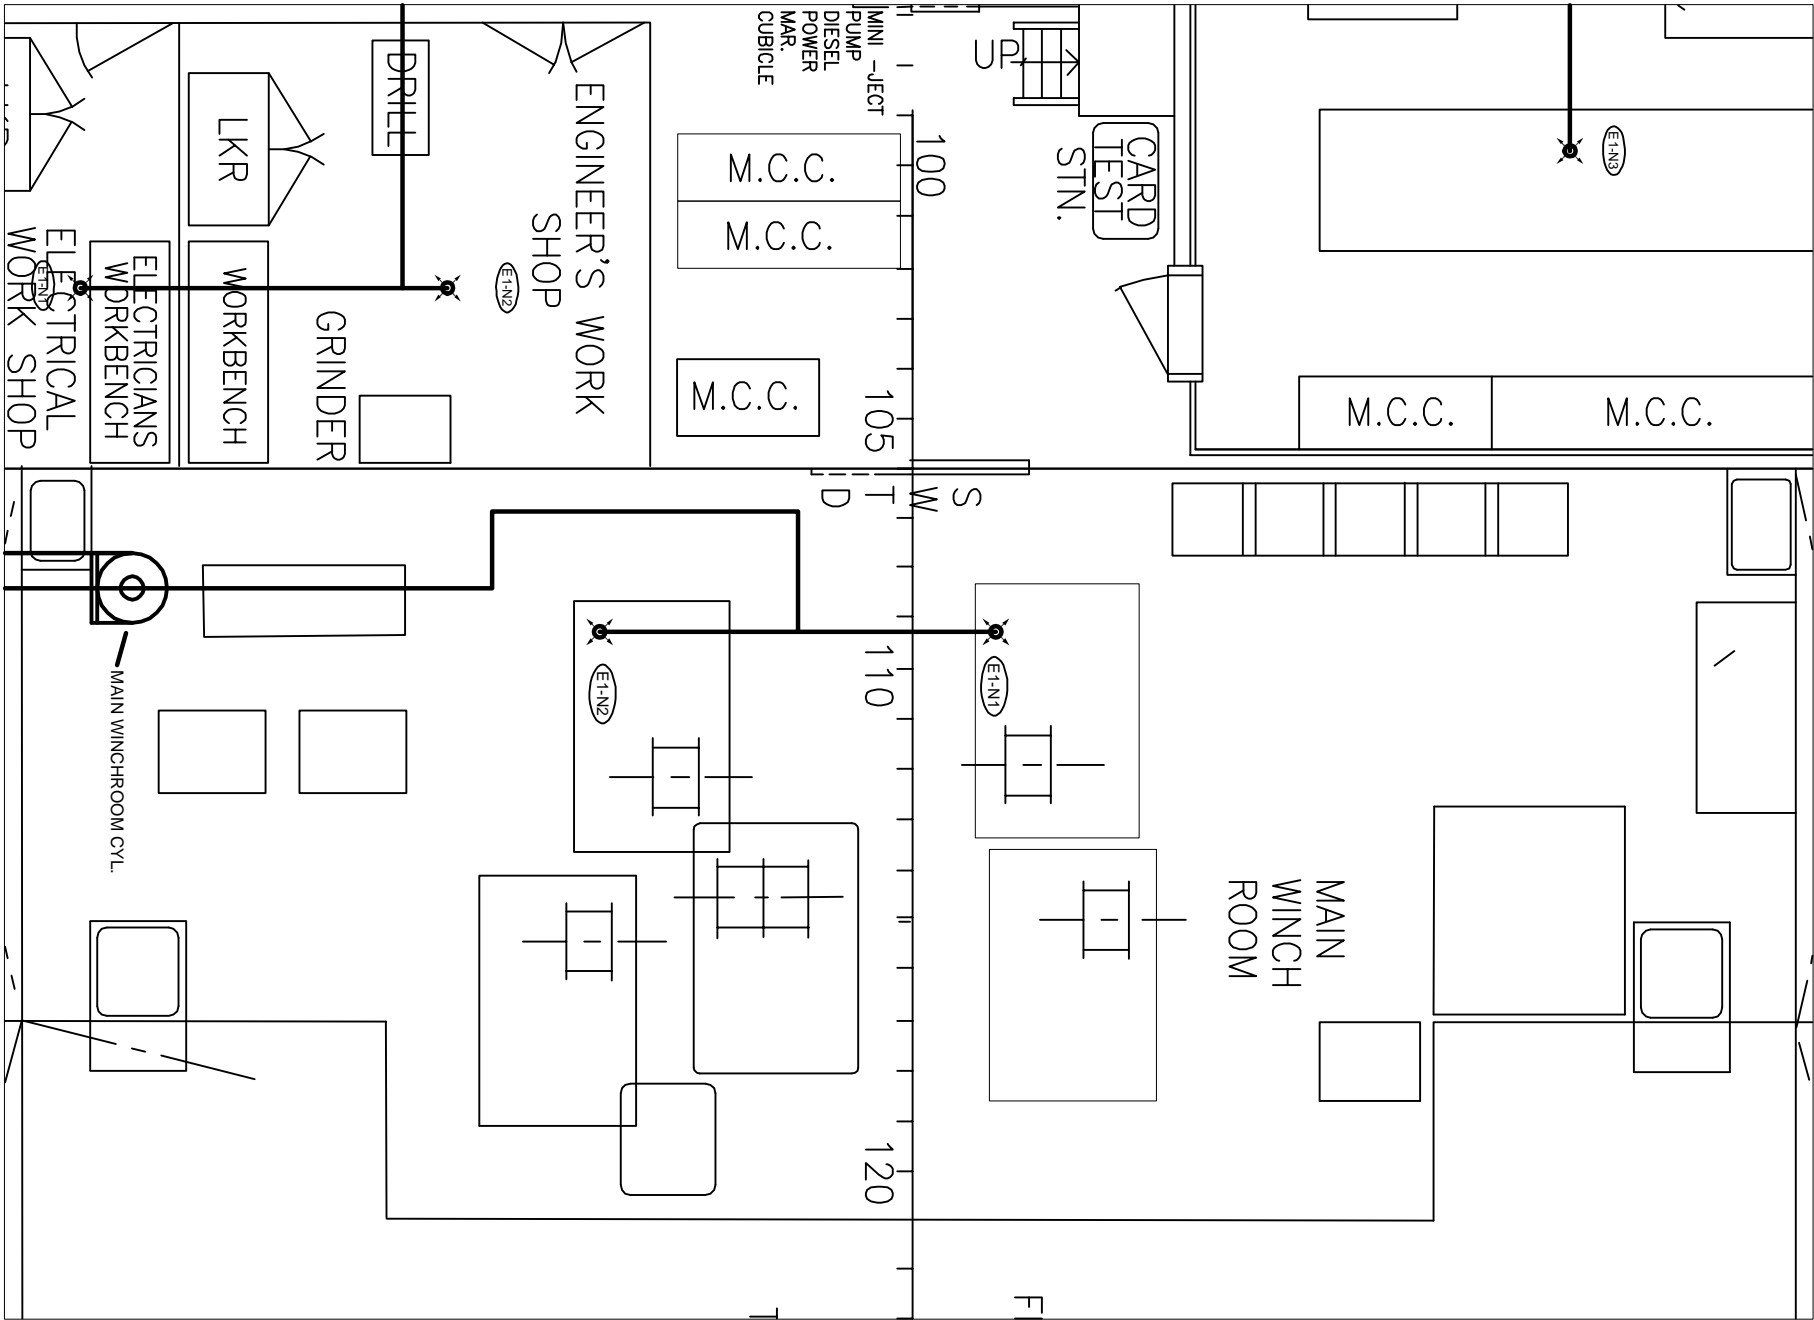 MINI -JECT
PUMP
DIESEL
POWER
MAR.
CUBICLE
UP
CARD
TEST
STN.
E1-N3
DRILL
LKR
ENGINEER'S WORK
SHOP
M.C.C.
M.C.C.
M.C.C.
M.C.C.
M.C.C.
100
105
110
120
E1-N2
E1-N1
ELECTRICAL
WORK SHOP
ELECTRICIANS
WORKBENCH
WORKBENCH
GRINDER
S
W
T
D
E1-N2
E1-N1
MAIN WINCHROOM CYL.
MAIN
WINCH
ROOM